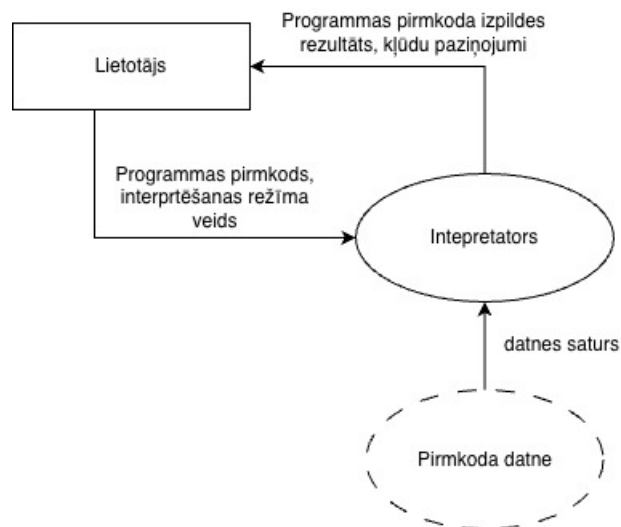 Programmas pirmkoda izpildes
rezultāts, kļūdu paziņojumi
Lietotājs
Programmas pirmkods,
interprtēšanas režīma
veids
Intepretators
datnes saturs
Pirmkoda datne